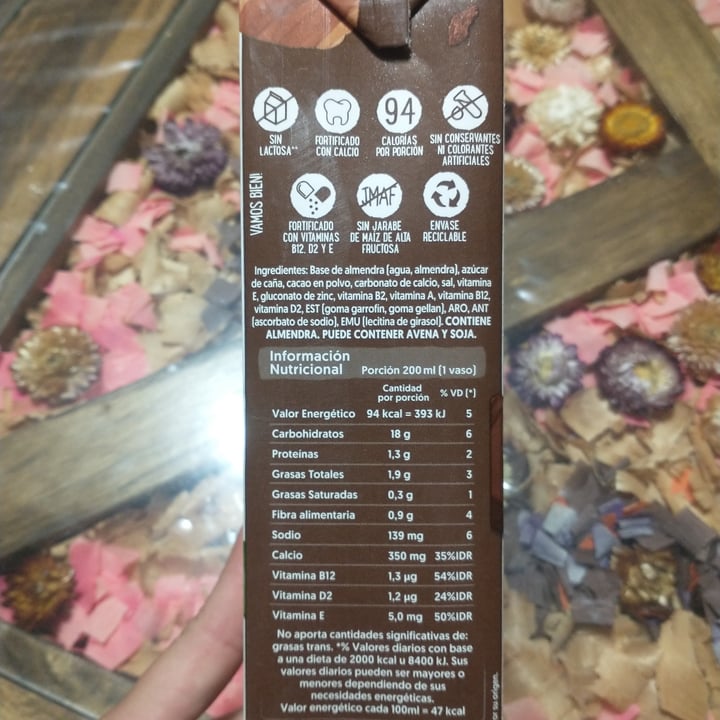 SIN
LACTOSA**
FORTIFICADO
CON CALCIO
94
CALORÍAS
POR PORCIÓN
SIN CONSERVANTES
NI COLORANTES
ARTIFICIALES
VAMOS BIEN!
FORTIFICADO
CON VITAMINAS
B12, D2 Y E
JMAF
SIN JARABE
DE MAÍZ DE ALTA
FRUCTOSA
ENVASE
RECICLABLE
Ingredientes: Base de almendra (agua, almendra), azúcar
de caña, cacao en polvo, carbonato de calcio, sal, vitamina
E, gluconato de zinc, vitamina B2, vitamina A, vitamina B12,
vitamina D2, EST (goma garrofín, goma gellan), ARO, ANT
(ascorbato de sodio), EMU (lecitina de girasol). CONTIENE
ALMENDRA. PUEDE CONTENER AVENA Y SOJA.
Información
Nutricional Porción 200 ml (1 vaso)
Cantidad
por porción % VD (*)
Valor Energético 94 kcal = 393 kJ 5
Carbohidratos 18 g 6
Proteínas 1,3 g 2
Grasas Totales 1,9 g 3
Grasas Saturadas 0,3 g 1
Fibra alimentaria 0,9 g 4
Sodio 139 mg 6
Calcio 350 mg 35%IDR
Vitamina B12 1,3 µg 54%IDR
Vitamina D2 1,2 µg 24%IDR
Vitamina E 5,0 mg 50%IDR
No aporta cantidades significativas de:
grasas trans. *% Valores diarios con base
a una dieta de 2000 kcal u 8400 kJ. Sus
valores diarios pueden ser mayores o
menores dependiendo de sus
necesidades energéticas.
Valor energético cada 100ml = 47 kcal
su origen.